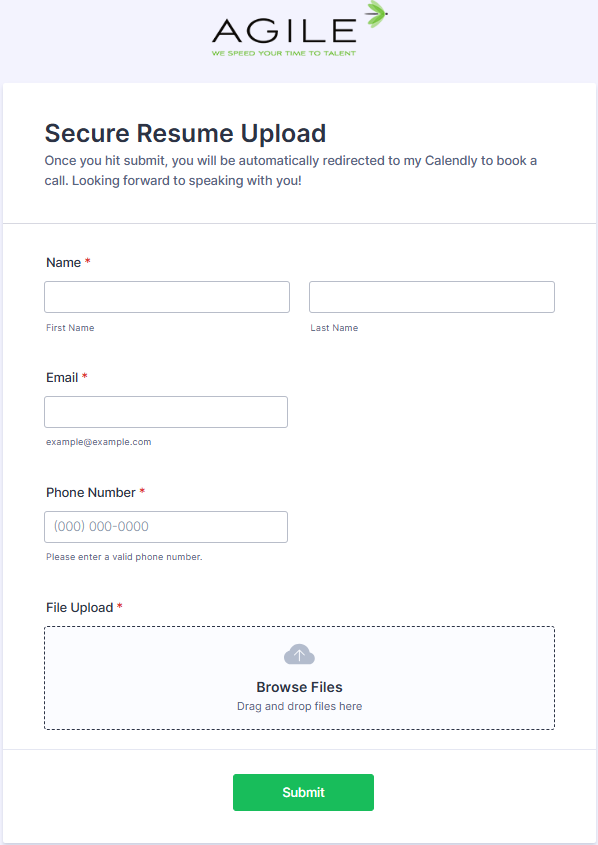 AGILE
WE SPEED YOUR TIME TO TALENT
Secure Resume Upload
Once you hit submit, you will be automatically redirected to my Calendly to book a
call. Looking forward to speaking with you!
Name *
First Name
Last Name
Email *
example@example.com
Phone Number *
(000) 000-0000
Please enter a valid phone number.
File Upload *
Browse Files
Drag and drop files here
Submit